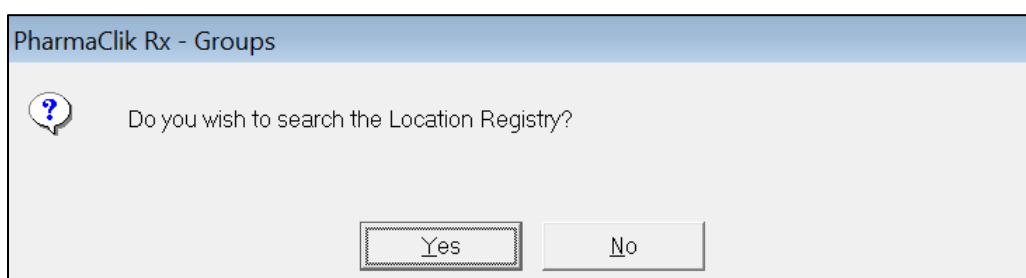 PharmaClik Rx - Groups
?
Do you wish to search the Location Registry?
Yes No